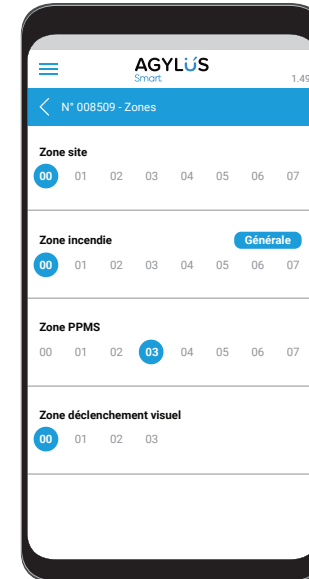 AGYLÚS
Smart
1.49
N° 008509 - Zones
Zone site
00 01 02 03 04 05 06 07
Zone incendie Générale
00 01 02 03 04 05 06 07
Zone PPMS
00 01 02 03 04 05 06 07
Zone déclenchement visuel
00 01 02 03